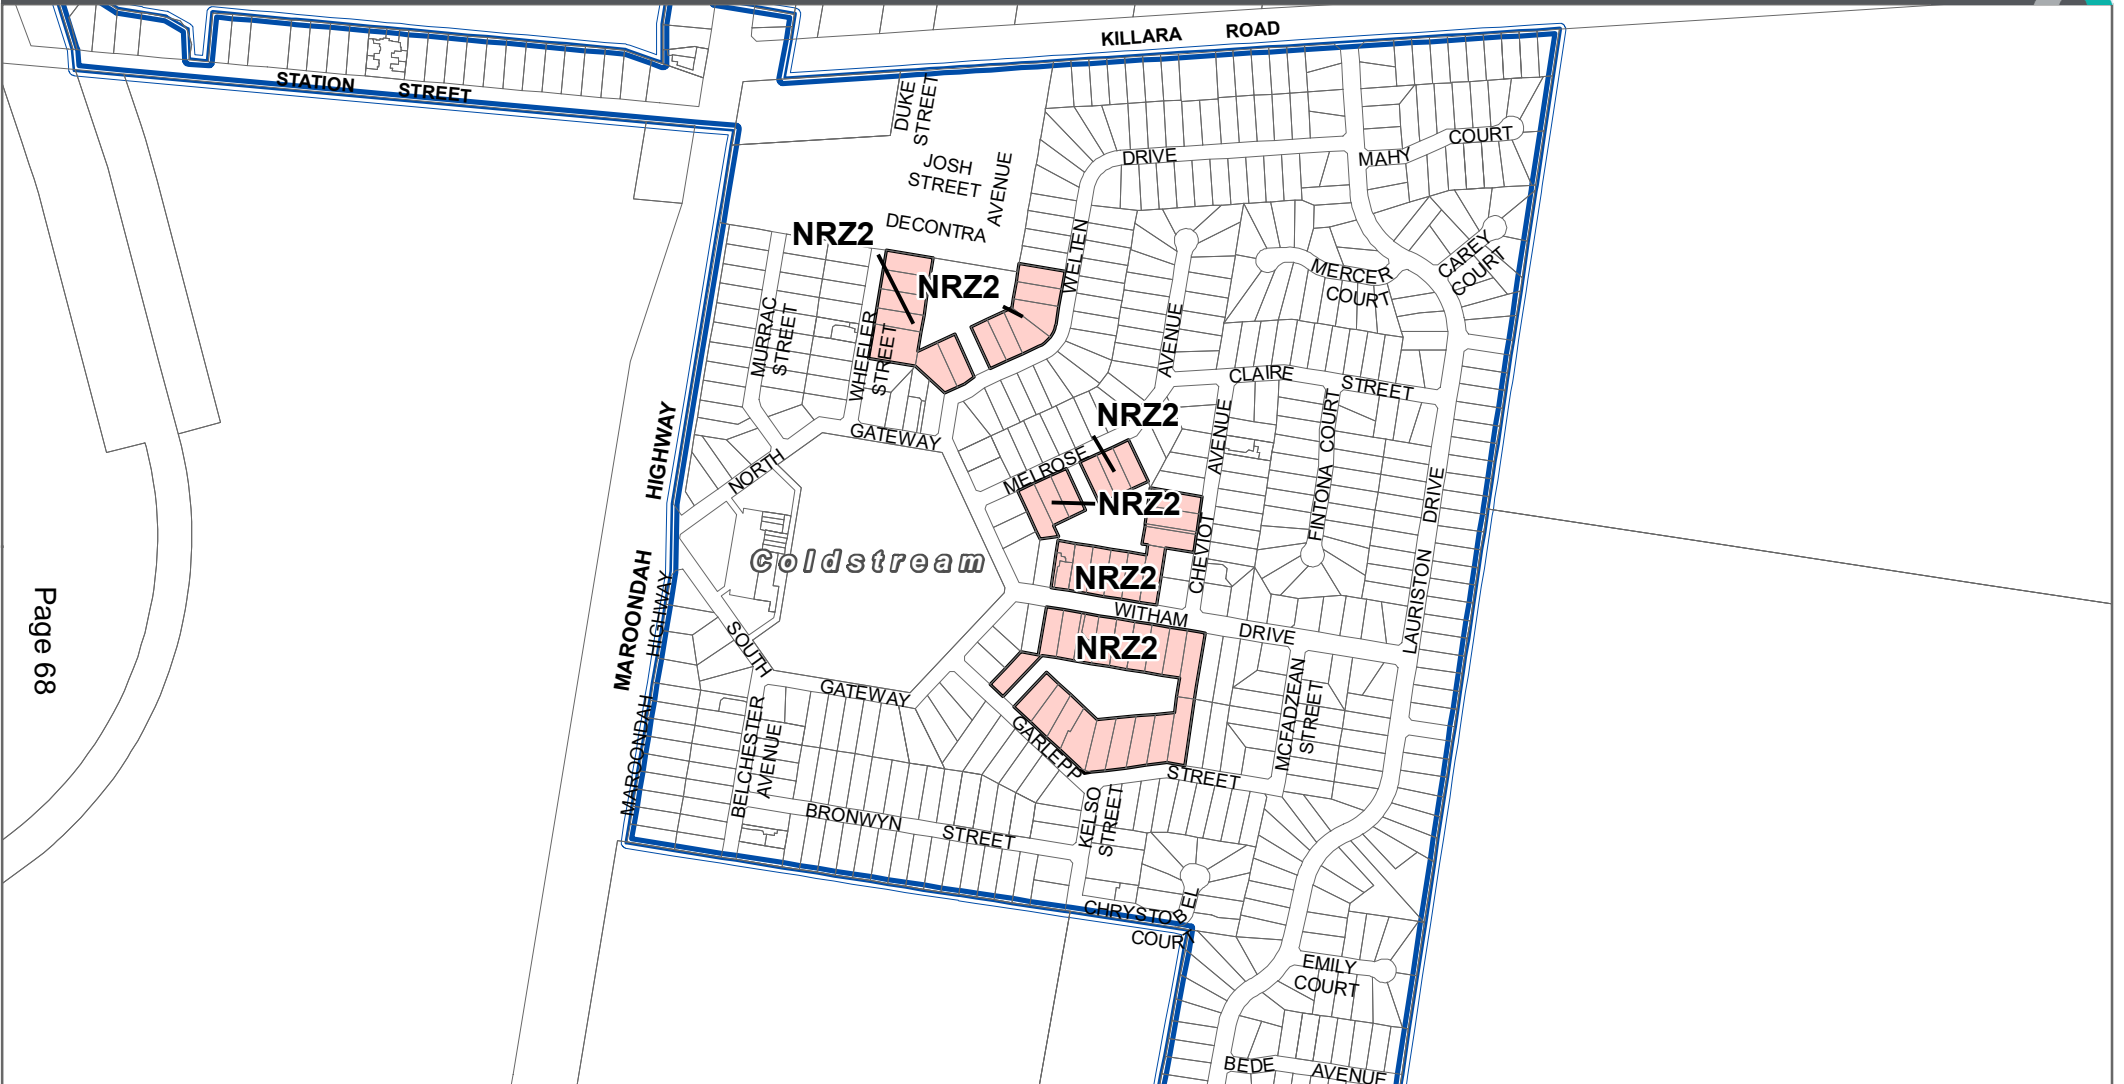 KILLARA ROAD
STATION STREET
DUKE
STREET
JOSH
STREET
AVENUE
DECONTRA
DRIVE
MAHY COURT
NRZ2
NRZ2
WELTEN
CAREY
COURT
MERCER
COURT
MURRAC
STREET
WHEELER
STREET
AVENUE
CLAIRE STREET
NRZ2
GATEWAY
NORTH
HIGHWAY
MELROSE
AVENUE
FINTONA COURT
DRIVE
NRZ2
Coldstream
CHEVIOT
NRZ2
LAURISTON
MAROONDAH
HIGHWAY
WITHAM DRIVE
NRZ2
SOUTH
GATEWAY
MAROONDAH
BELCHESTER
AVENUE
GARLEPP STREET
MCFADZEAN
STREET
BRONWYN STREET
KELSO
STREET
CHRYSTOBEL
COURT
EMILY
COURT
BEDE AVENUE
Page 68